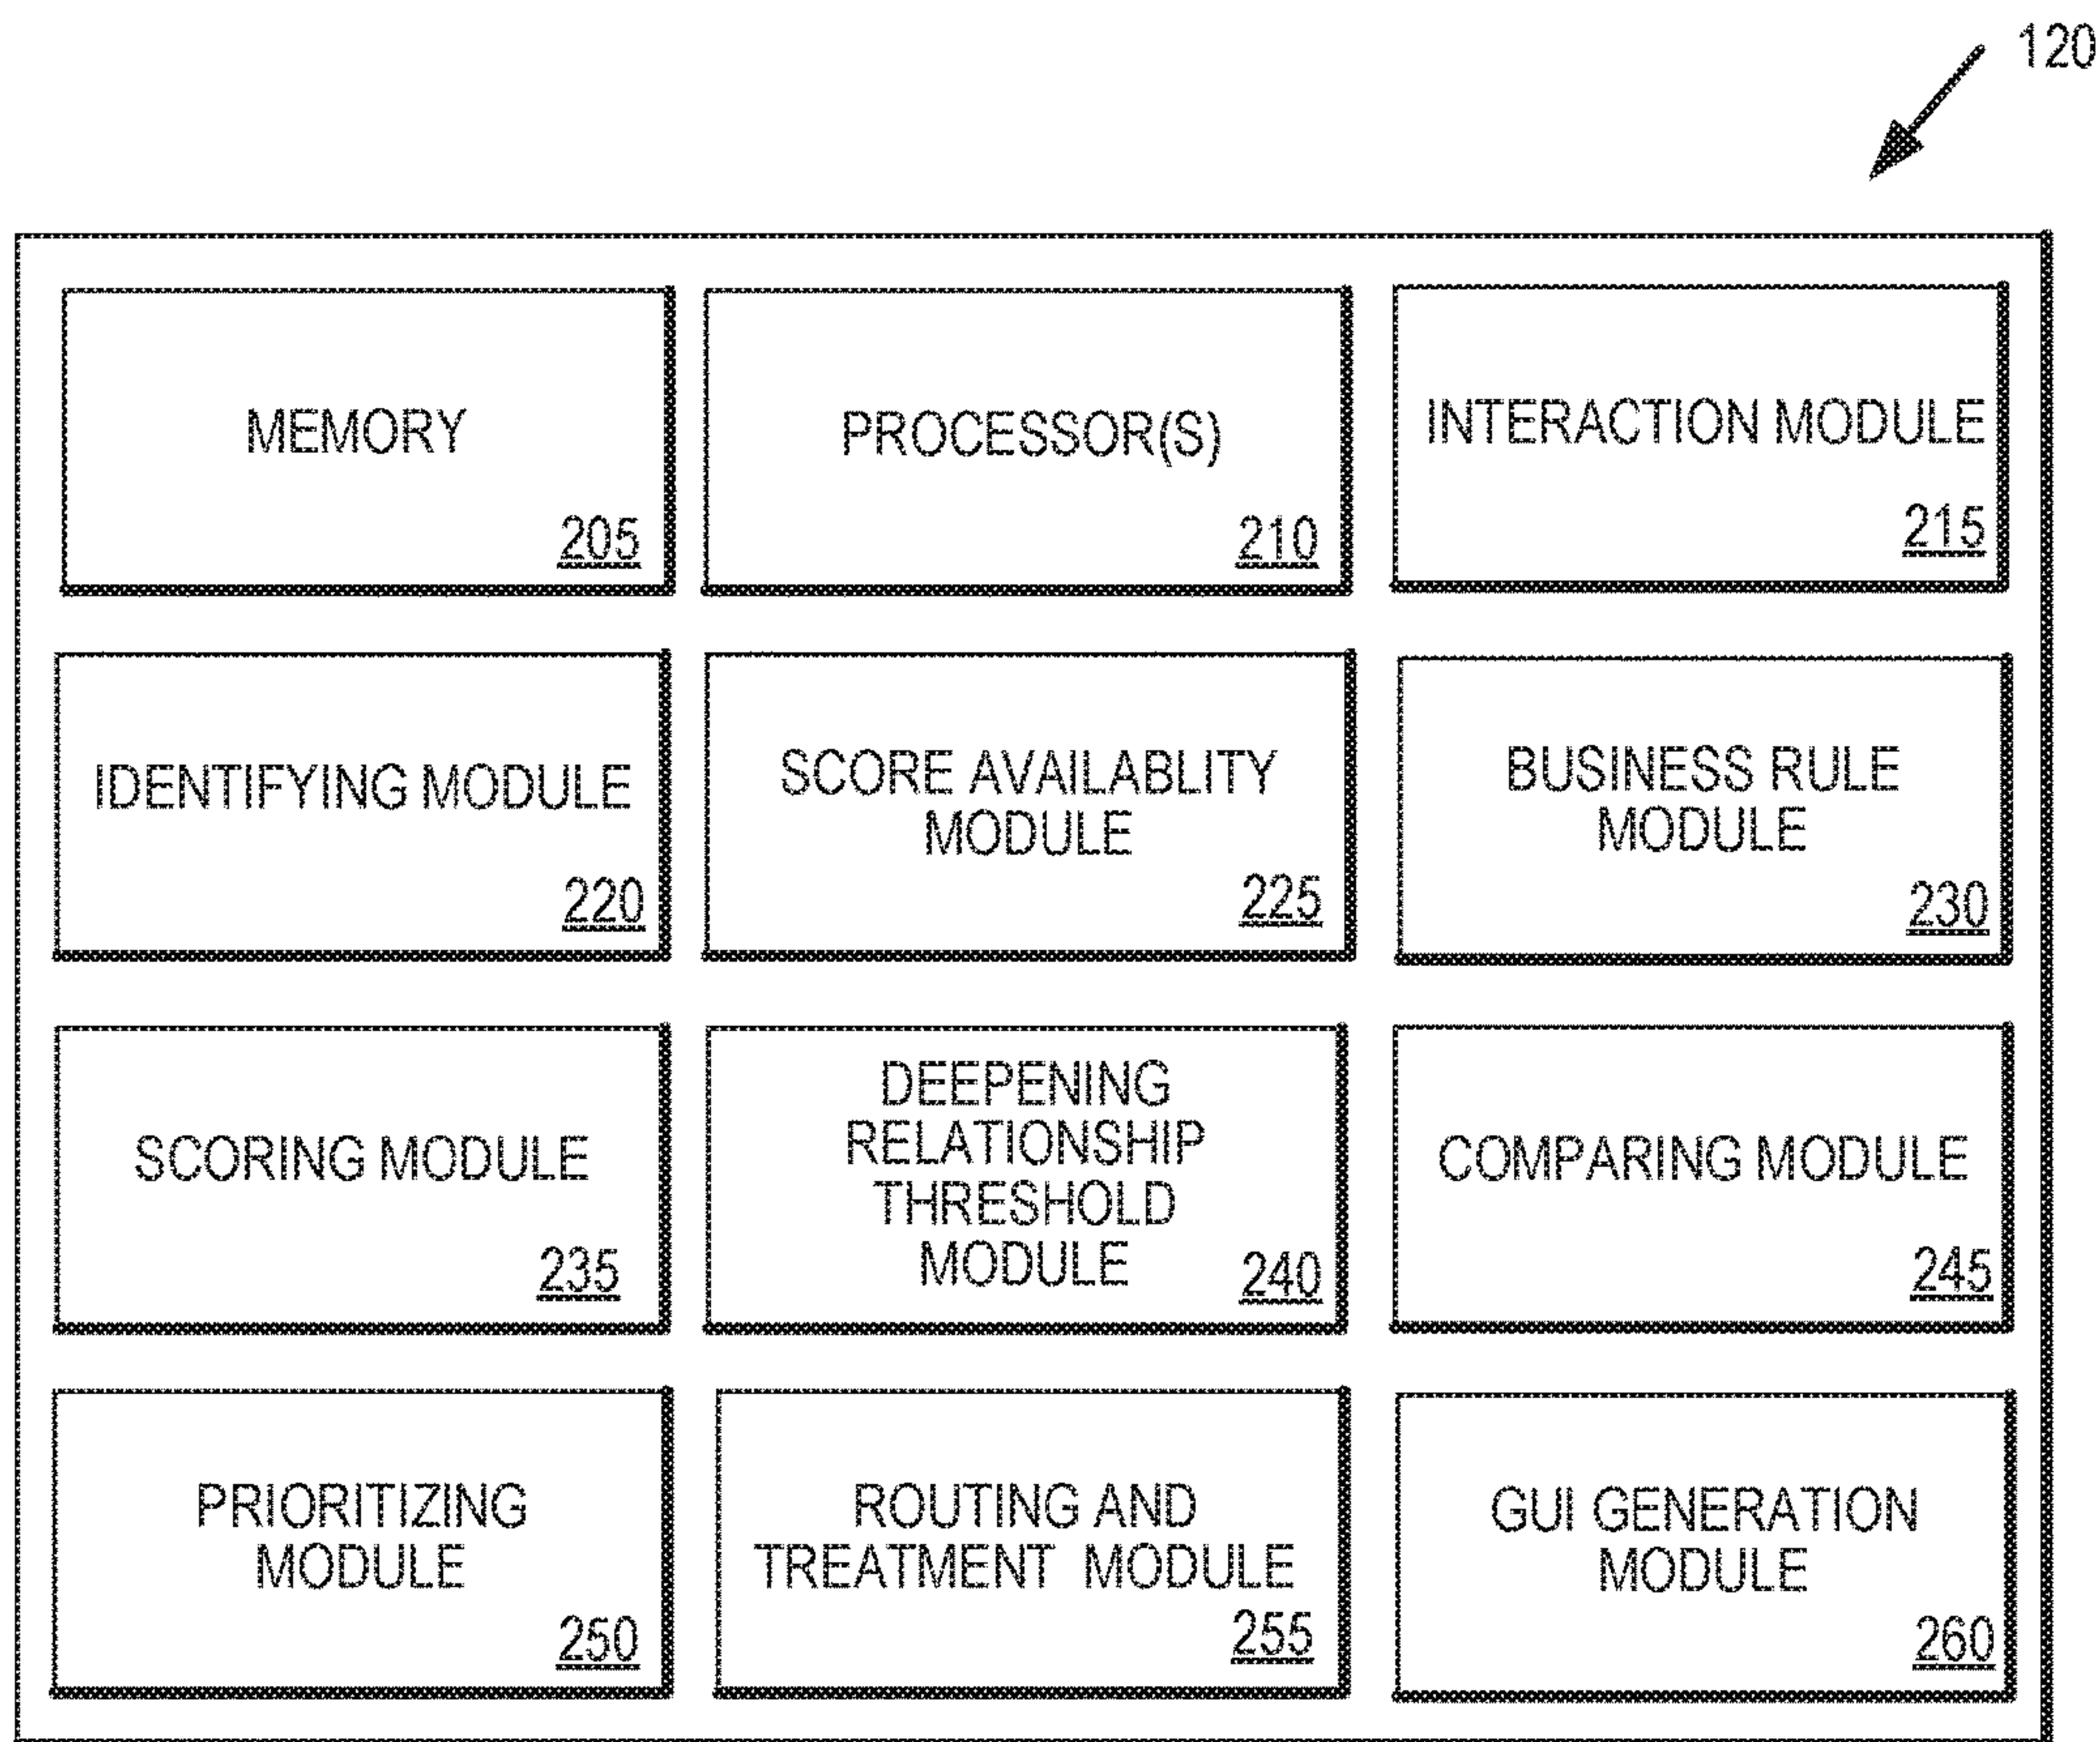 120
MEMORY
205
PROCESSOR(S)
210
INTERACTION MODULE
215
IDENTIFYING MODULE
220
SCORE AVAILABLITY
MODULE
225
BUSINESS RULE
MODULE
230
SCORING MODULE
235
DEEPENING
RELATIONSHIP
THRESHOLD
MODULE
240
COMPARING MODULE
245
PRIORITIZING
MODULE
250
ROUTING AND
TREATMENT MODULE
255
GUI GENERATION
MODULE
260